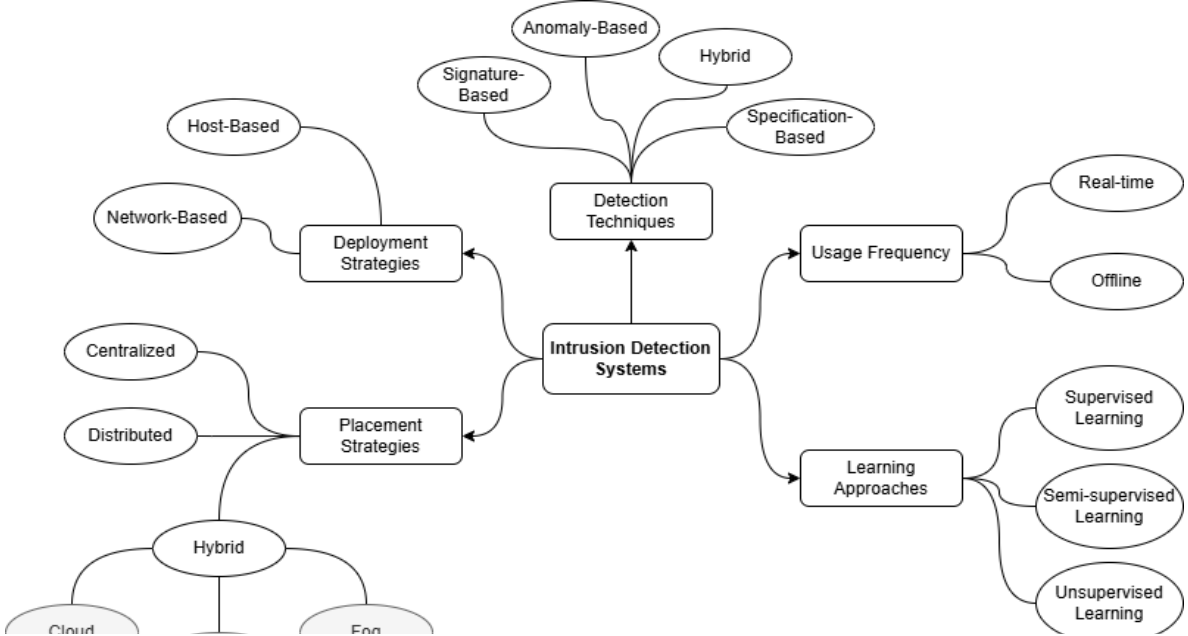 Anomaly-Based
Hybrid
Signature-
Based
Specification-
Based
Host-Based
Network-Based
Detection
Techniques
Real-time
Deployment
Strategies
Usage Frequency
Offline
Intrusion Detection
Systems
Centralized
Distributed
Placement
Strategies
Supervised
Learning
Learning
Approaches
Semi-supervised
Learning
Hybrid
Unsupervised
Learning
Cloud
Fog